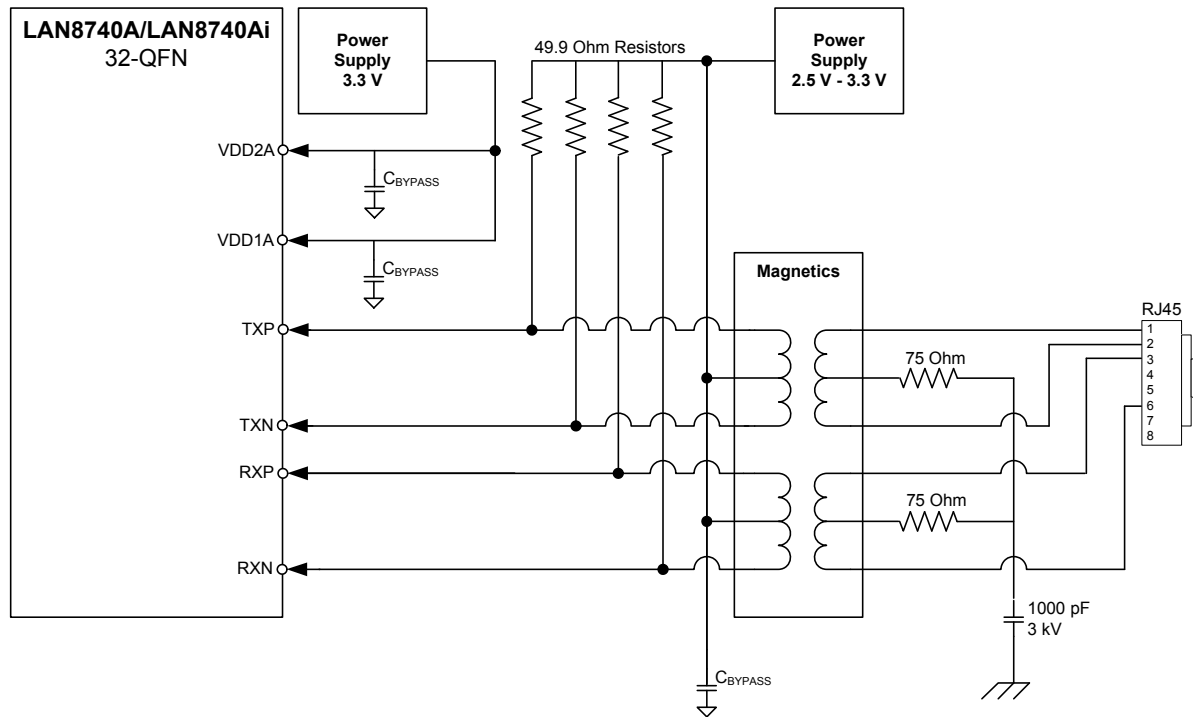 LAN8740A/LAN8740Ai
32-QFN
Power
Supply
3.3 V
49.9 Ohm Resistors
Power
Supply
2.5 V - 3.3 V
VDD2A
CBYPASS
VDD1A
CBYPASS
Magnetics
TXP
RJ45
1
2
3
4
5
6
7
8
75 Ohm
TXN
RXP
75 Ohm
RXN
1000 pF
3 kV
CBYPASS